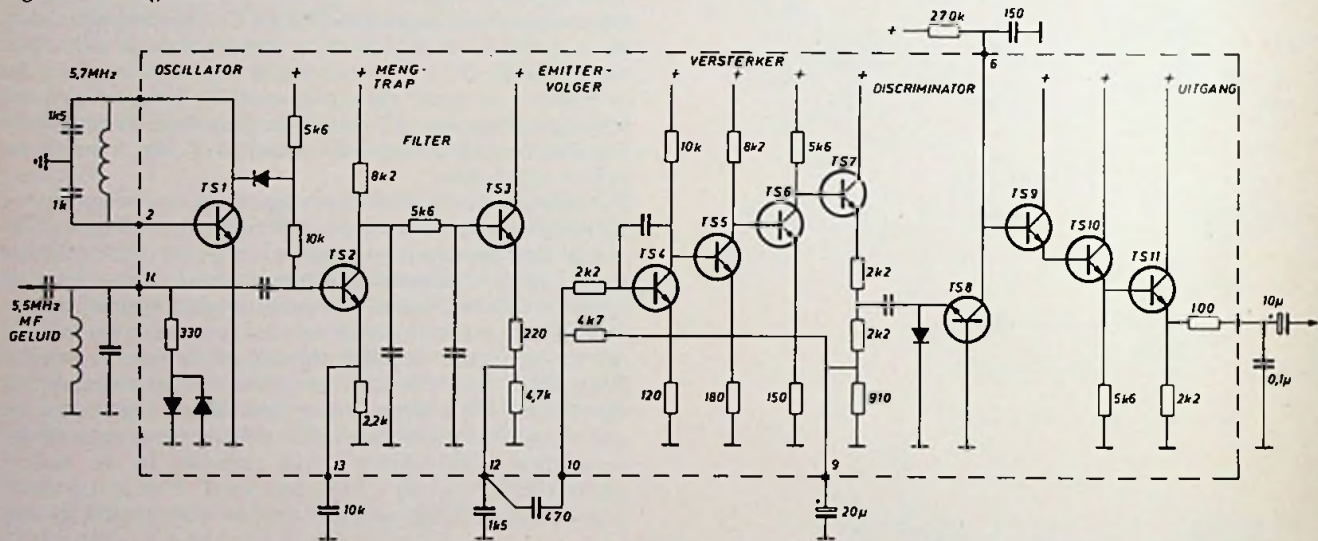 270k
150
+
6
5,7MHz
OSCILLATOR
+
MENG-
TRAP
+
+
EMITTER-
VOLGER
VERSTERKER
+
+
+
+
DISCRIMINATOR
+
+
+
UITGANG
1k5
1k
5k6
FILTER
8k2
10k
8k2
5k6
TS1
TS2
TS3
TS4
TS5
TS6
TS7
TS8
TS9
TS10
TS11
2
10k
5k6
2k2
4k7
2k2
2k2
100
10µ
+
5,5MHz
MF
GELUID
330
220
2,2k
4,7k
120
180
150
910
5k6
2k2
0,1µ
13
12
10
9
10k
1k5
470
20µ